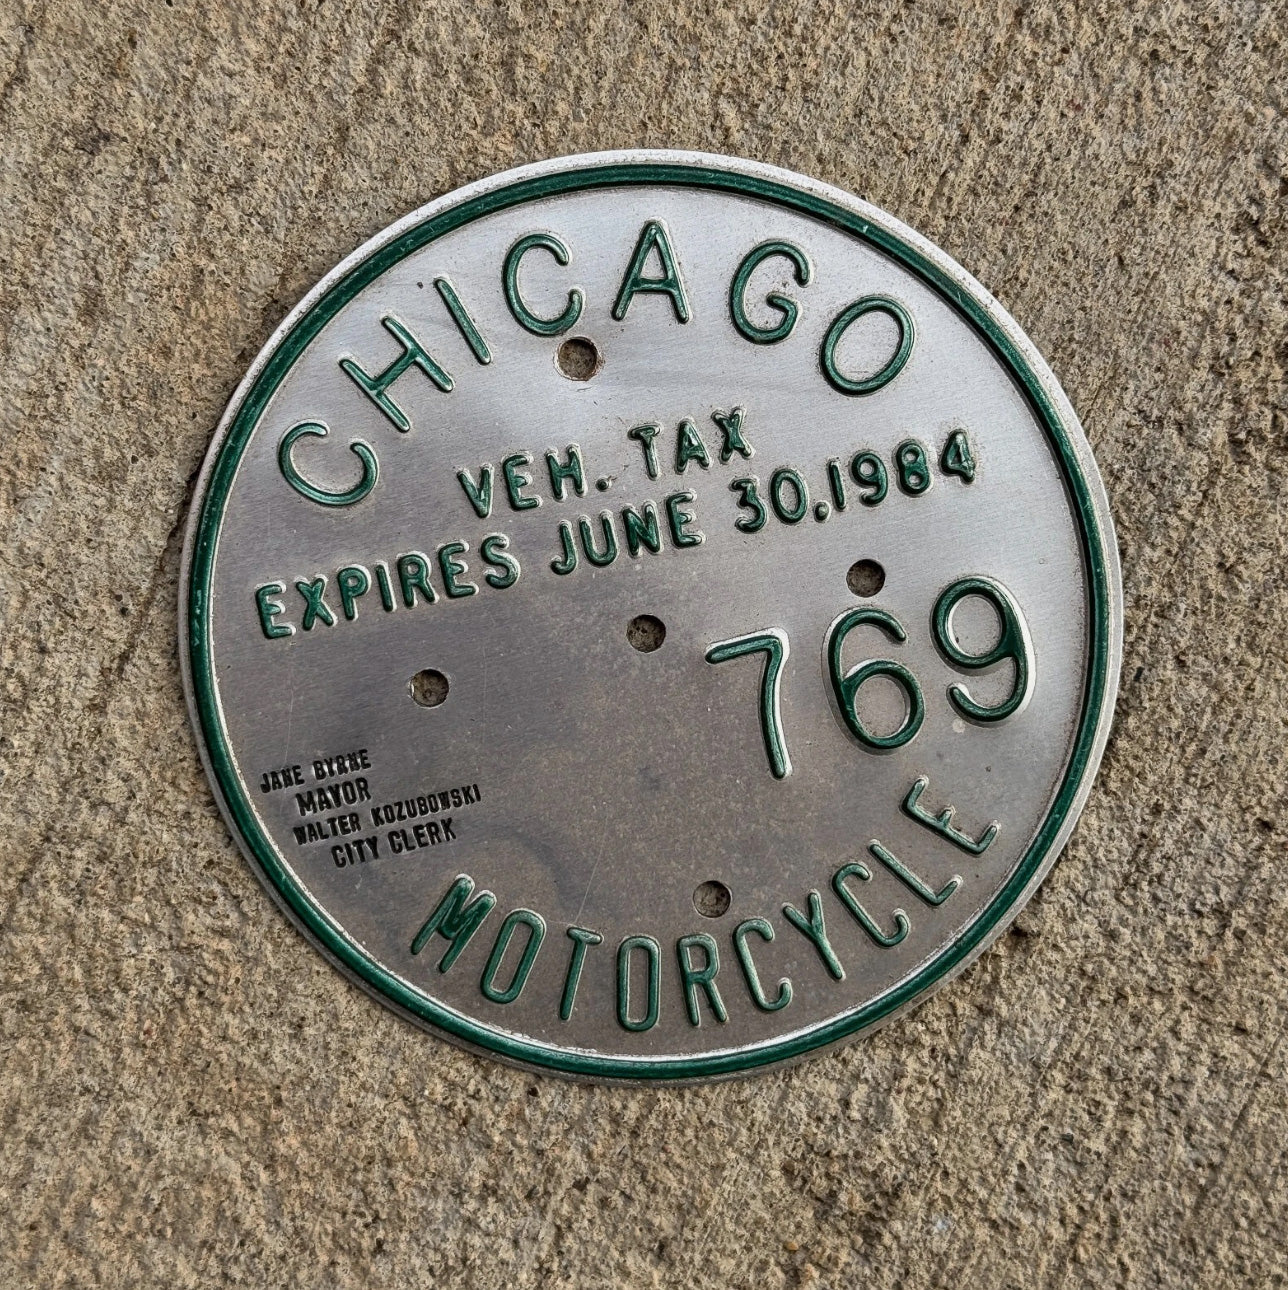 CHICAGO
VEH. TAX
EXPIRES JUNE 30.1984
769
JANE BYRNE
MAYOR
WALTER KOZUBOWSKI
CITY CLERK
MOTORCYCLE